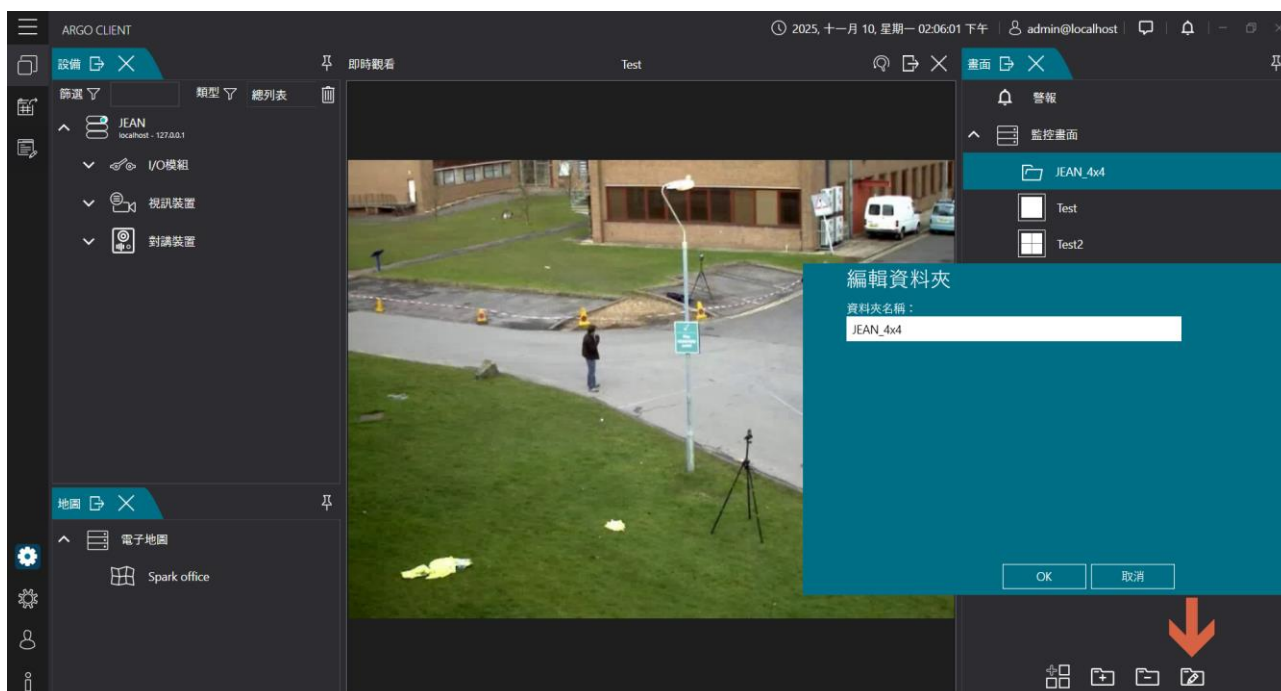 ARGO CLIENT
2025, 十一月 10, 星期一 02:06:01 下午
admin@localhost
設備
即時觀看
Test
畫面
篩選
類型
總列表
JEAN
localhost - 127.0.0.1
I/O模組
視訊裝置
對講裝置
警報
監控畫面
JEAN_4x4
Test
Test2
編輯資料夾
資料夾名稱：
JEAN_4x4
OK
取消
地圖
電子地圖
Spark office